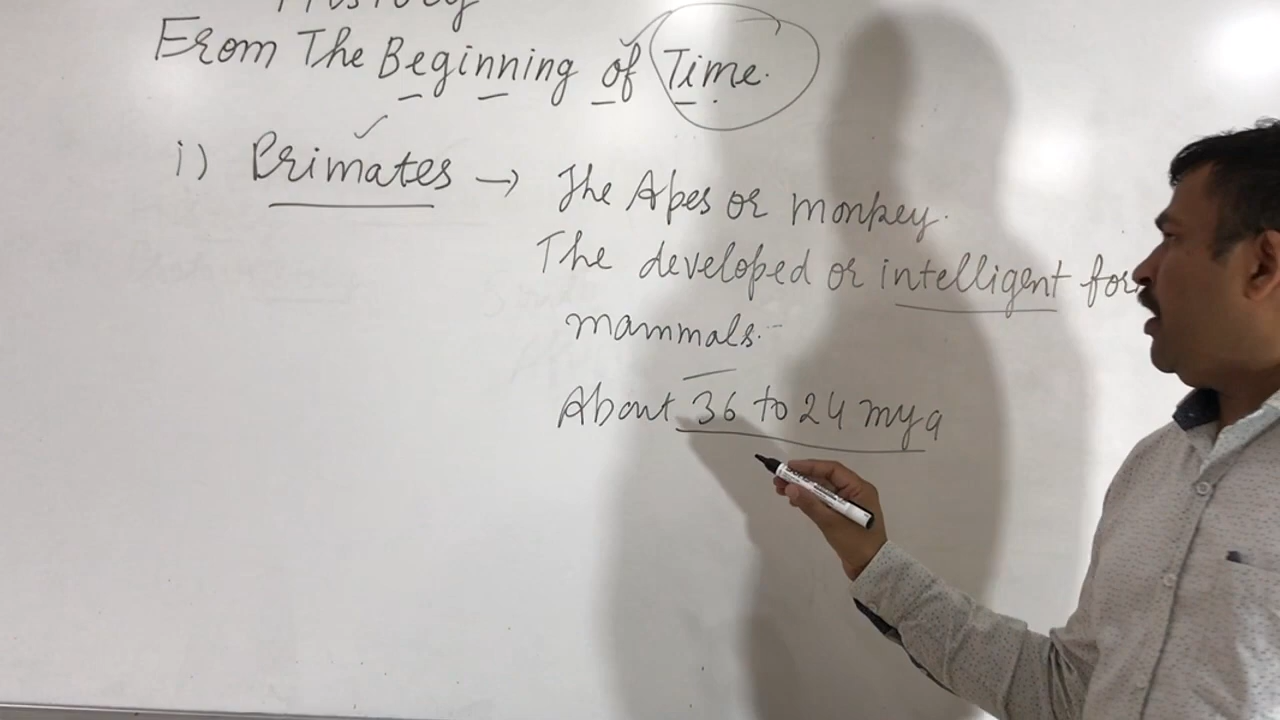 History
From The Beginning of Time.
i) Primates → The Apes or monkey.
The developed or intelligent for
mammals.
About 36 to 24 mya